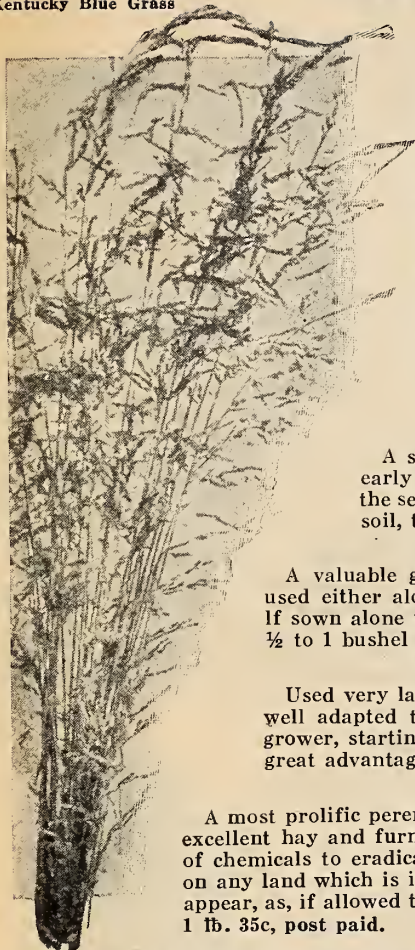 Kentucky Blue Grass
A s
early
the se
soil, t
A valuable g
used either alo
If sown alone
½ to 1 bushel
Used very la
well adapted t
grower, startin
great advantag
A most prolific peren
excellent hay and furn
of chemicals to eradica
on any land which is i
appear, as, if allowed t
1 lb. 35c, post paid.